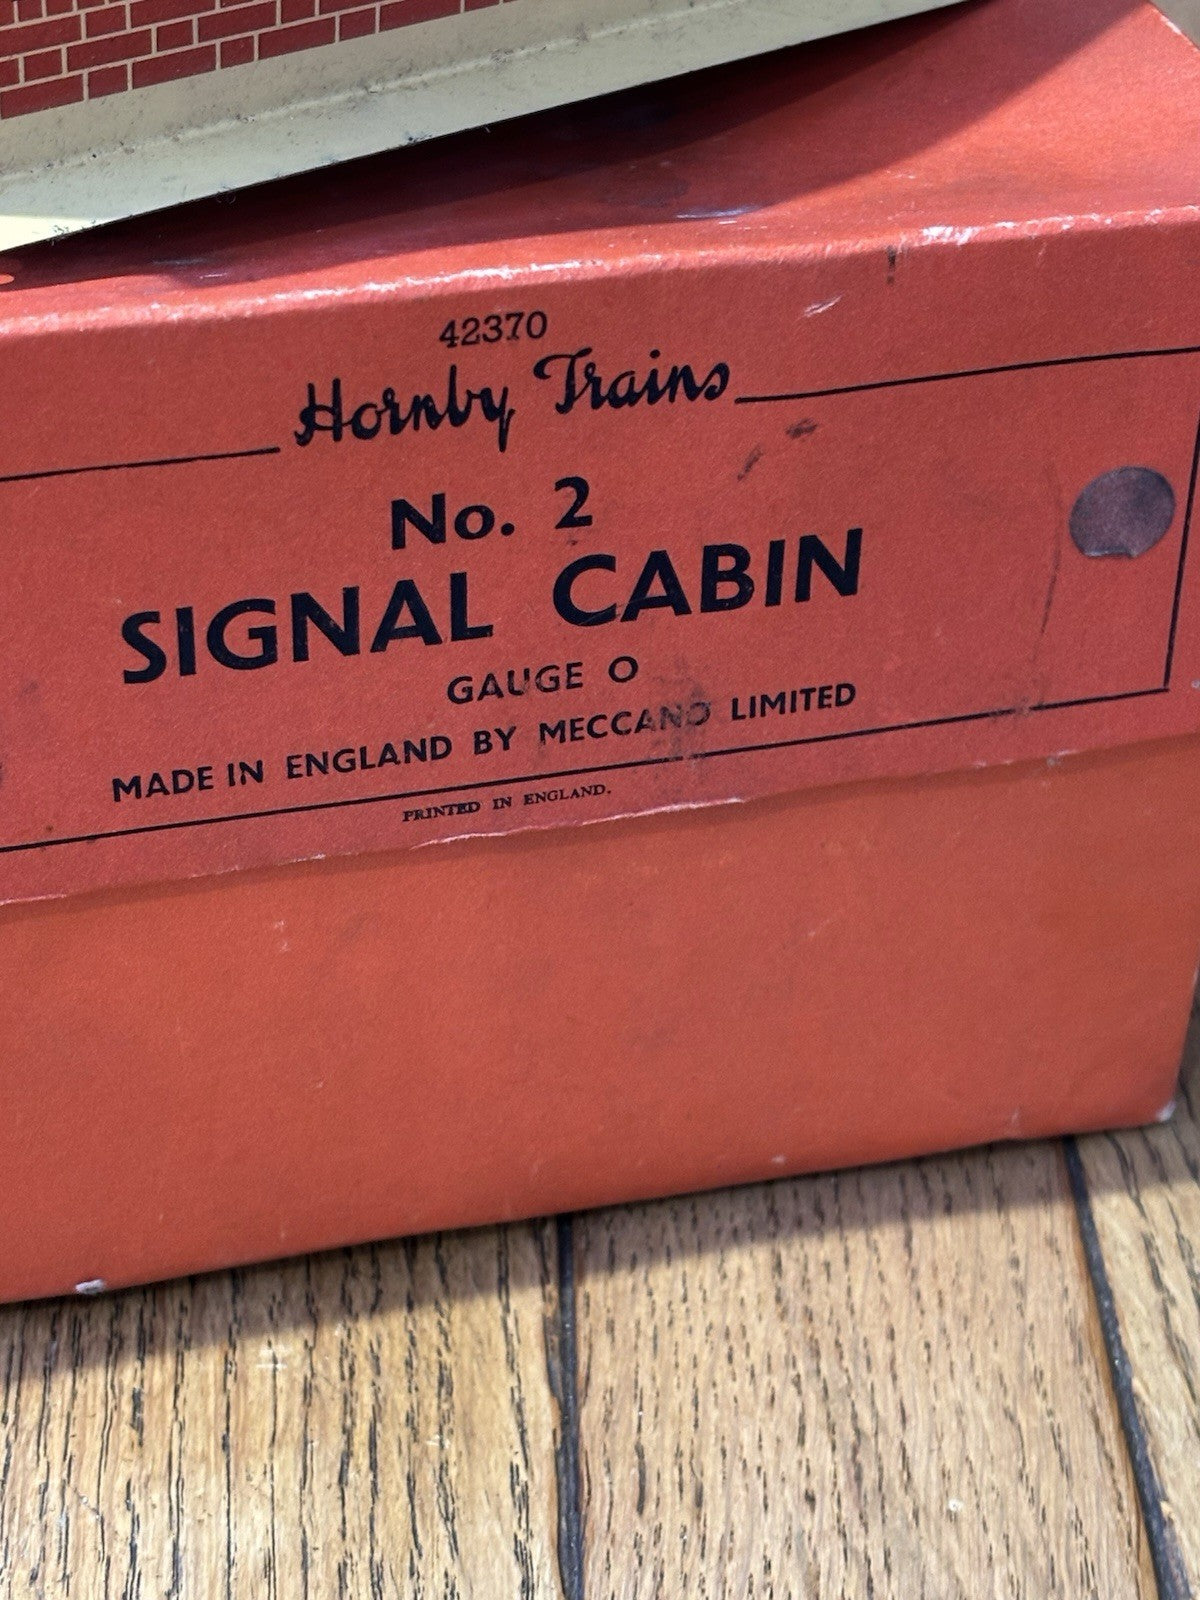 42370
Hornby Trains
No. 2
SIGNAL CABIN
GAUGE O
MADE IN ENGLAND BY MECCANO LIMITED
PRINTED IN ENGLAND.